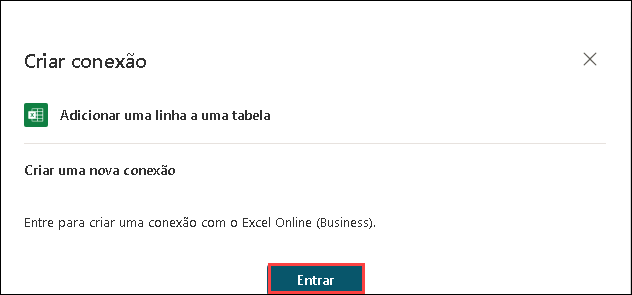 Criar conexão
Adicionar uma linha a uma tabela
Criar uma nova conexão
Entre para criar uma conexão com o Excel Online (Business).
Entrar